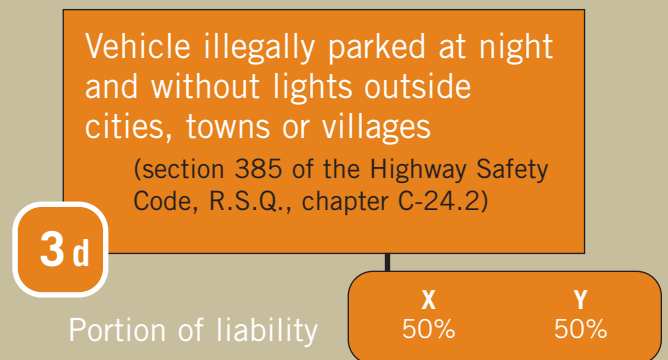 Vehicle illegally parked at night
and without lights outside
cities, towns or villages
(section 385 of the Highway Safety
Code, R.S.Q., chapter C-24.2)
3 d
X Y
Portion of liability 50% 50%